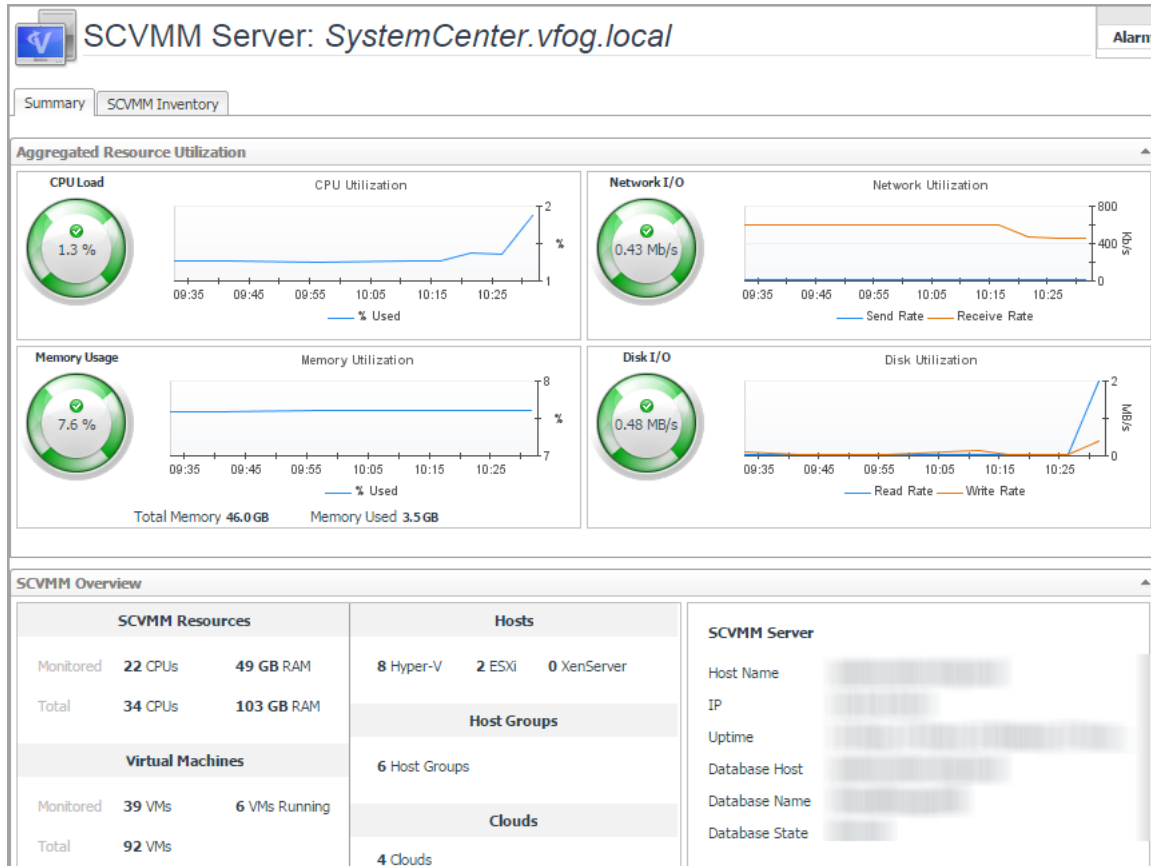 SCVMM Server: SystemCenter.vfog.local
Summary
SCVMM Inventory
Aggregated Resource Utilization
CPU Load
CPU Utilization
1.3 %
2
%
1
09:35 09:45 09:55 10:05 10:15 10:25
% Used
Network I/O
Network Utilization
0.43 Mb/s
800
400
0
Kb/s
09:35 09:45 09:55 10:05 10:15 10:25
Send Rate Receive Rate
Memory Usage
Memory Utilization
7.6 %
8
%
7
09:35 09:45 09:55 10:05 10:15 10:25
% Used
Total Memory 46.0 GB Memory Used 3.5 GB
Disk I/O
Disk Utilization
0.48 MB/s
2
0
MB/s
09:35 09:45 09:55 10:05 10:15 10:25
Read Rate Write Rate
SCVMM Overview
SCVMM Resources
Monitored 22 CPUs 49 GB RAM
Total 34 CPUs 103 GB RAM
Virtual Machines
Monitored 39 VMs 6 VMs Running
Total 92 VMs
Hosts
8 Hyper-V 2 ESXi 0 XenServer
Host Groups
6 Host Groups
Clouds
4 Clouds
SCVMM Server
Host Name
IP
Uptime
Database Host
Database Name
Database State